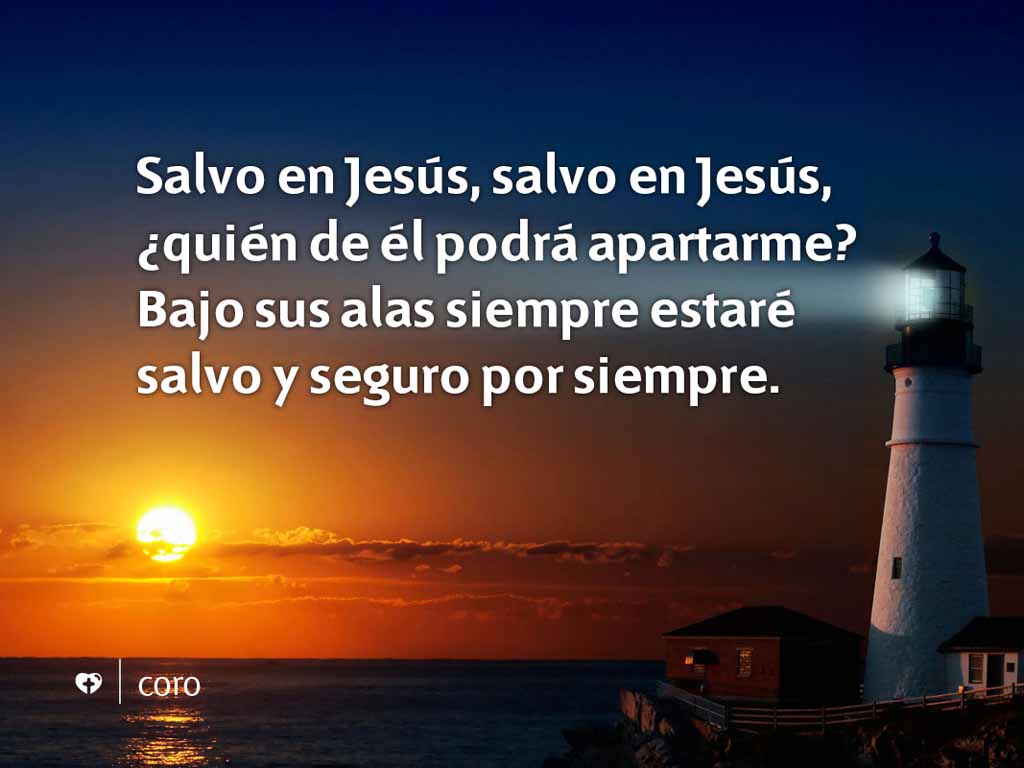 Salvo en Jesús, salvo en Jesús,
¿quién de él podrá apartarme?
Bajo sus alas siempre estaré
salvo y seguro por siempre.
coro